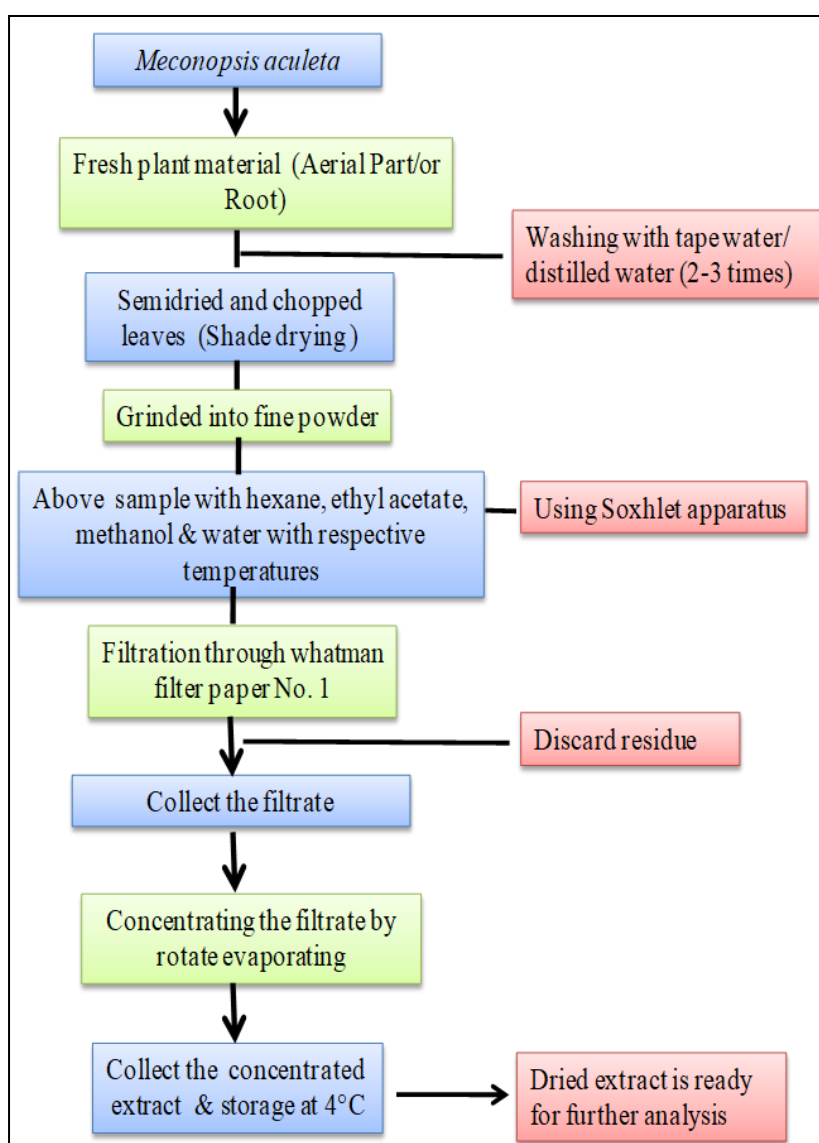 Meconopsis aculeta
Fresh plant material (Aerial Part/or
Root)
Washing with tape water/
distilled water (2-3 times)
Semidried and chopped
leaves (Shade drying )
Grinded into fine powder
Above sample with hexane, ethyl acetate,
methanol & water with respective
temperatures
Using Soxhlet apparatus
Filtration through whatman
filter paper No. 1
Discard residue
Collect the filtrate
Concentrating the filtrate by
rotate evaporating
Collect the concentrated
extract & storage at 4°C
Dried extract is ready
for further analysis